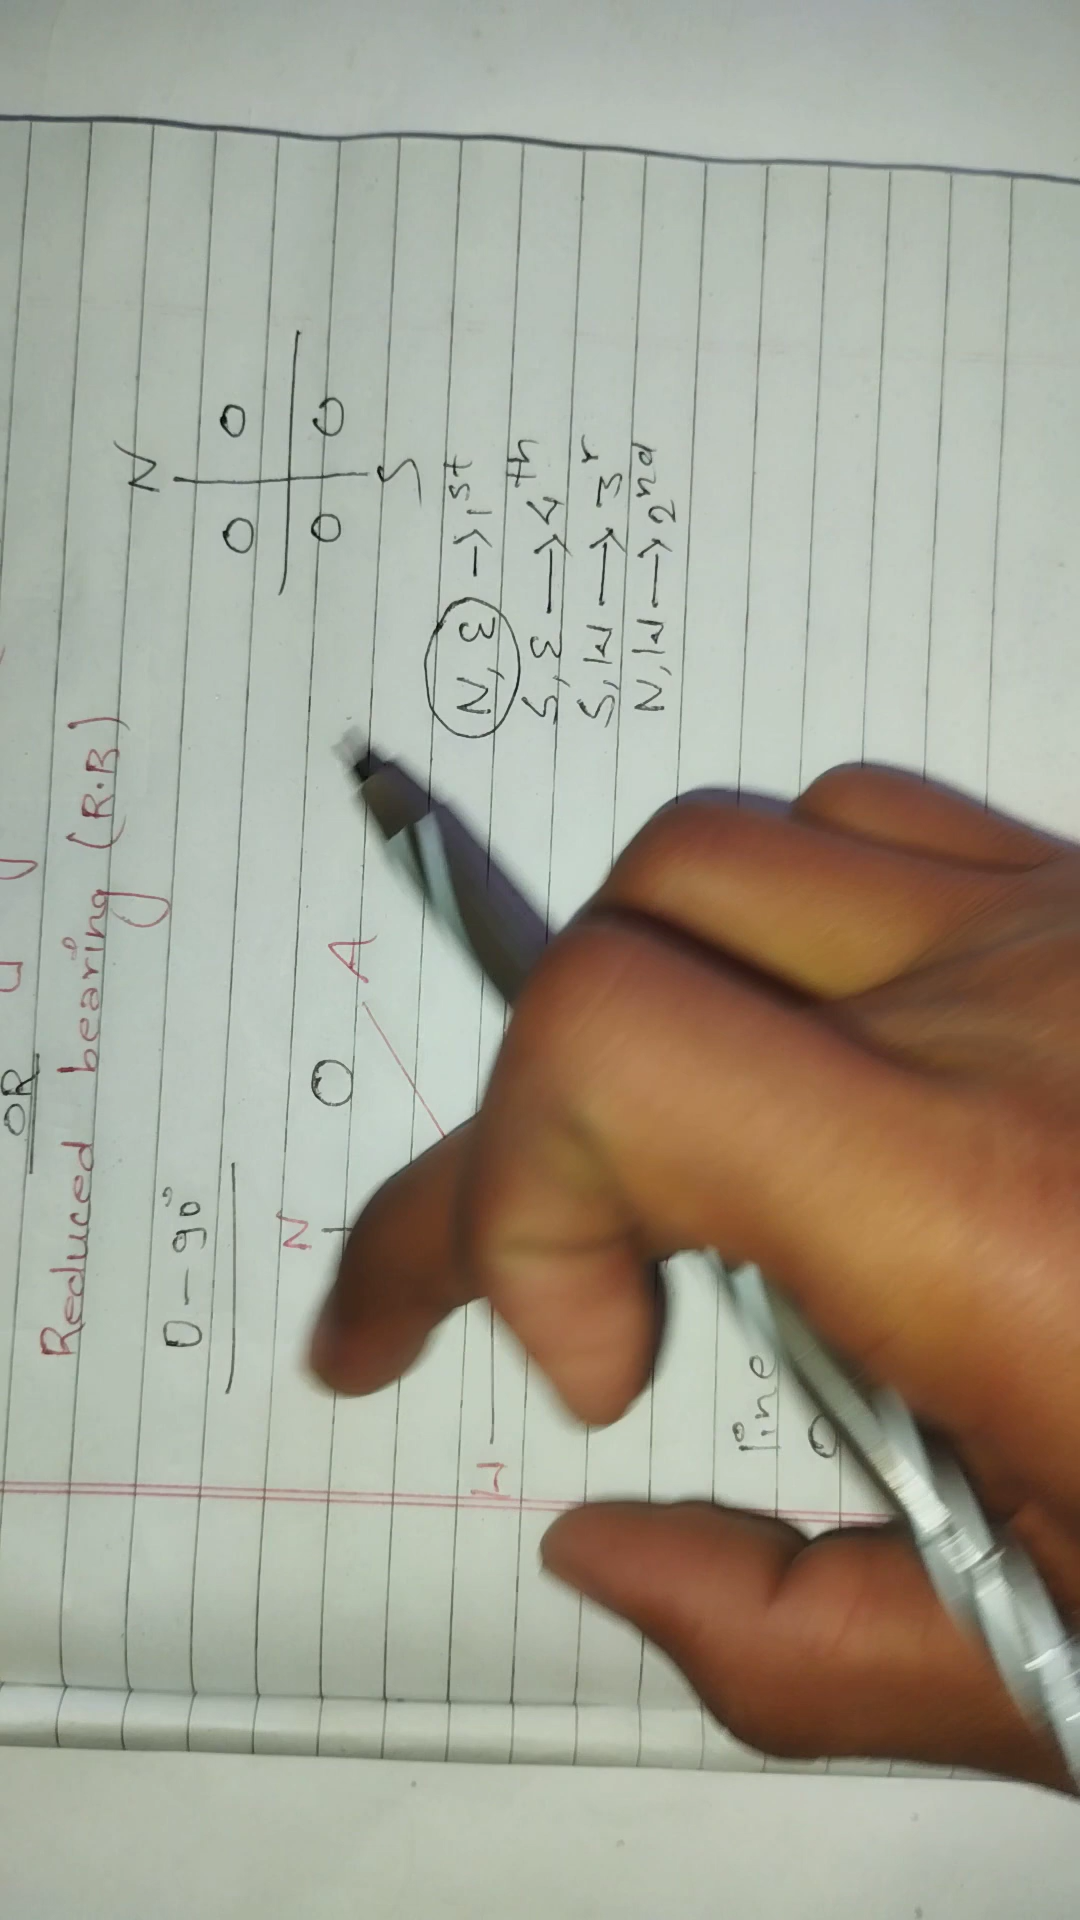 OR
Reduced bearing (R.B)
0 - 90°
N
O O
O O
S
N
O
A
W
N, E → 1st
S, E → 4th
S, W → 3r
N, W → 2nd
line